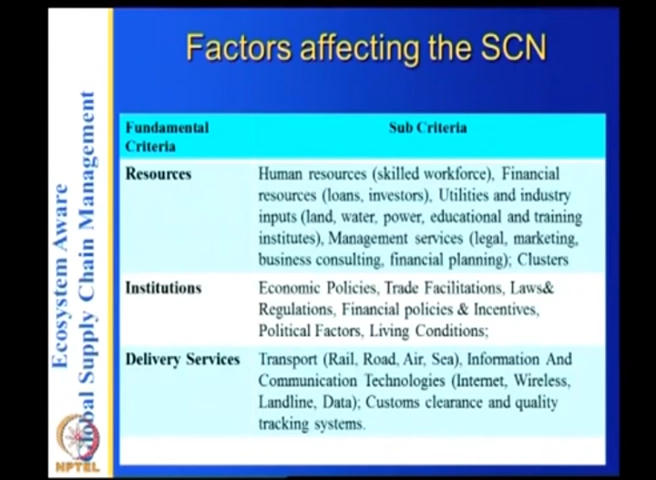 Factors affecting the SCN
Ecosystem Aware
Global Supply Chain Management
Fundamental
Criteria
Sub Criteria
Resources
Human resources (skilled workforce), Financial
resources (loans, investors), Utilities and industry
inputs (land, water, power, educational and training
institutes), Management services (legal, marketing,
business consulting, financial planning); Clusters
Institutions
Economic Policies, Trade Facilitations, Laws&
Regulations, Financial policies & Incentives,
Political Factors, Living Conditions;
Delivery Services
Transport (Rail, Road, Air, Sea), Information And
Communication Technologies (Internet, Wireless,
Landline, Data); Customs clearance and quality
tracking systems.
NPTEL